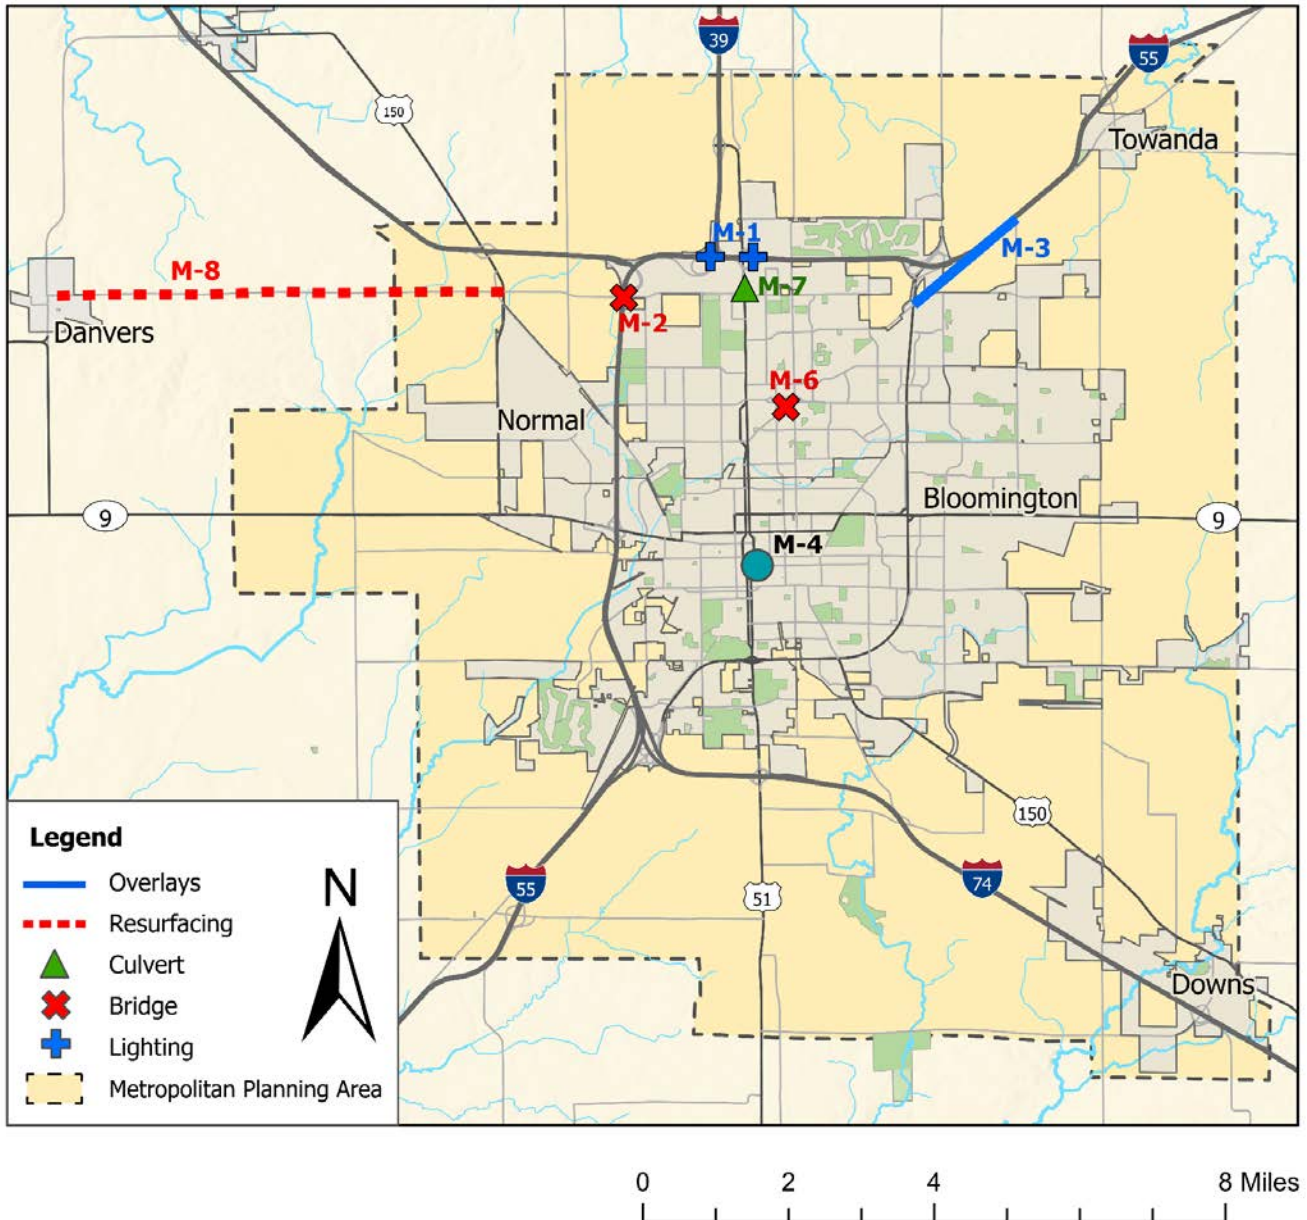 39
55
150
Towanda
M-1
M-3
M-8
M-7
Danvers
M-2
M-6
Normal
Bloomington
9
9
M-4
150
Legend
Overlays
N
55
74
51
Resurfacing
Culvert
Bridge
Downs
Lighting
Metropolitan Planning Area
0 2 4 8 Miles